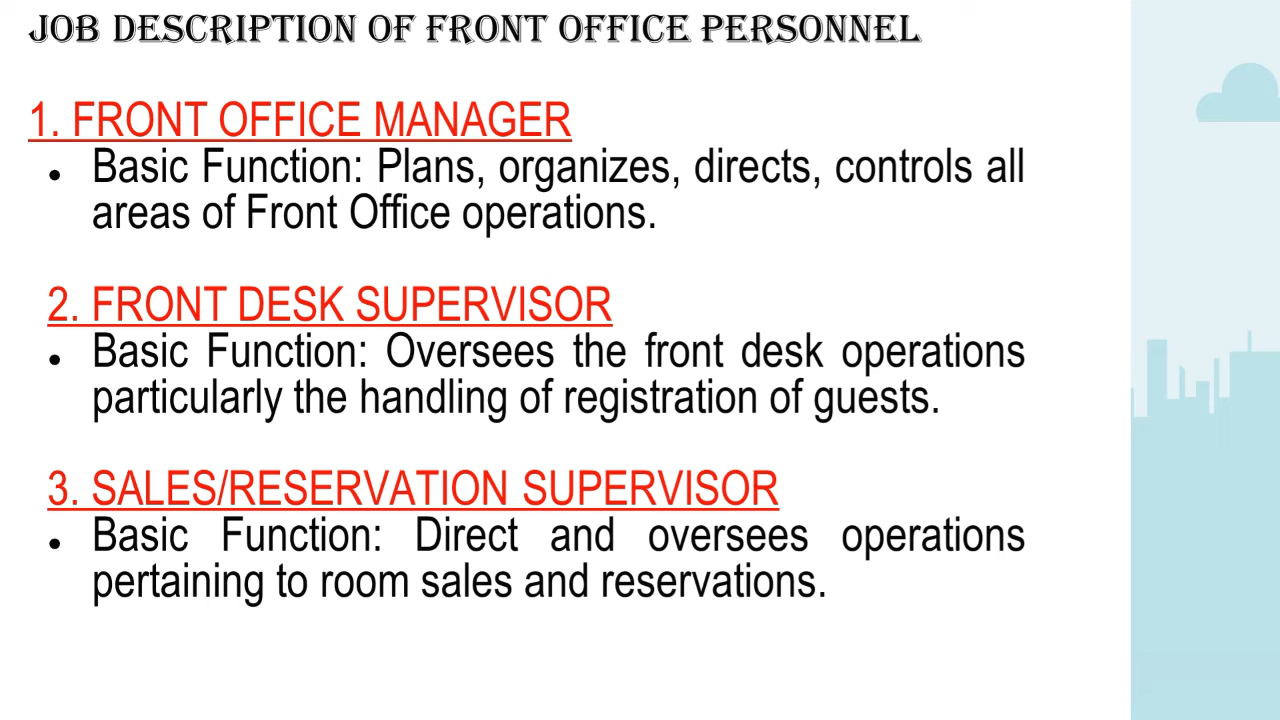 JOB DESCRIPTION OF FRONT OFFICE PERSONNEL
1. FRONT OFFICE MANAGER
● Basic Function: Plans, organizes, directs, controls all
areas of Front Office operations.
2. FRONT DESK SUPERVISOR
● Basic Function: Oversees the front desk operations
particularly the handling of registration of guests.
3. SALES/RESERVATION SUPERVISOR
● Basic Function: Direct and oversees operations
pertaining to room sales and reservations.